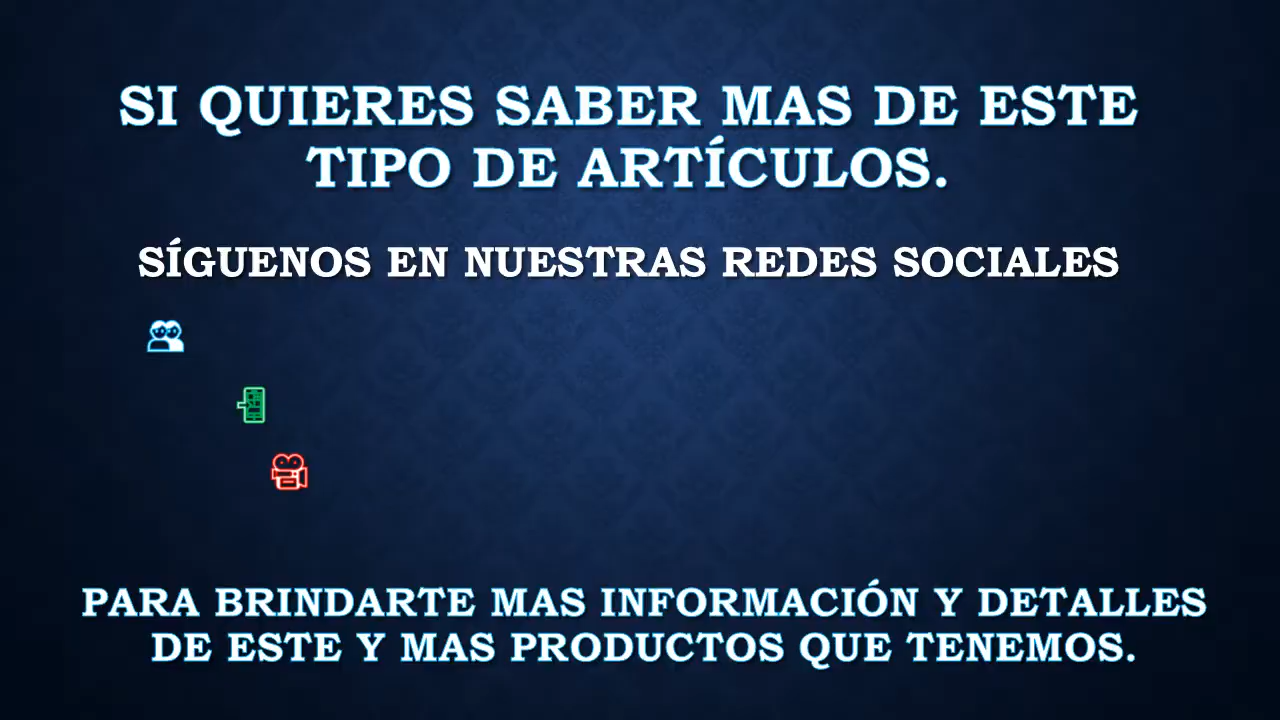 SI QUIERES SABER MAS DE ESTE
TIPO DE ARTÍCULOS.
SÍGUENOS EN NUESTRAS REDES SOCIALES
PARA BRINDARTE MAS INFORMACIÓN Y DETALLES
DE ESTE Y MAS PRODUCTOS QUE TENEMOS.